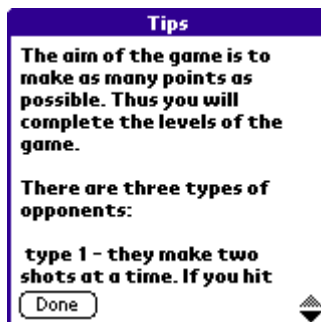 Tips
The aim of the game is to
make as many points as
possible. Thus you will
complete the levels of the
game.
There are three types of
opponents:
type 1 - they make two
shots at a time. If you hit
Done